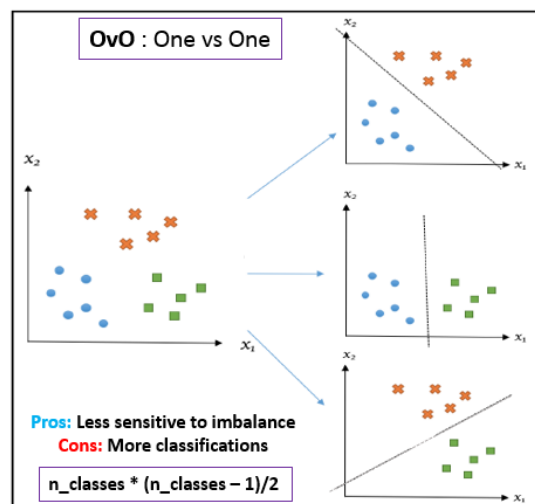 OvO : One vs One
x₂
x₁
x₂
x₁
x₂
x₁
x₂
x₁
Pros: Less sensitive to imbalance
Cons: More classifications
n_classes * (n_classes – 1)/2